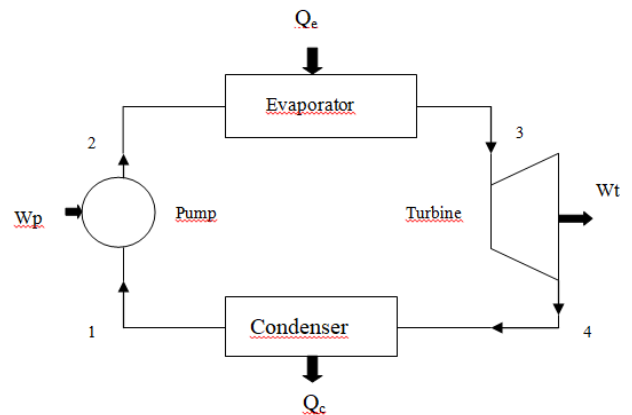 Qe
Evaporator
2
3
Wp
Pump
Turbine
Wt
Condenser
1
4
Qc